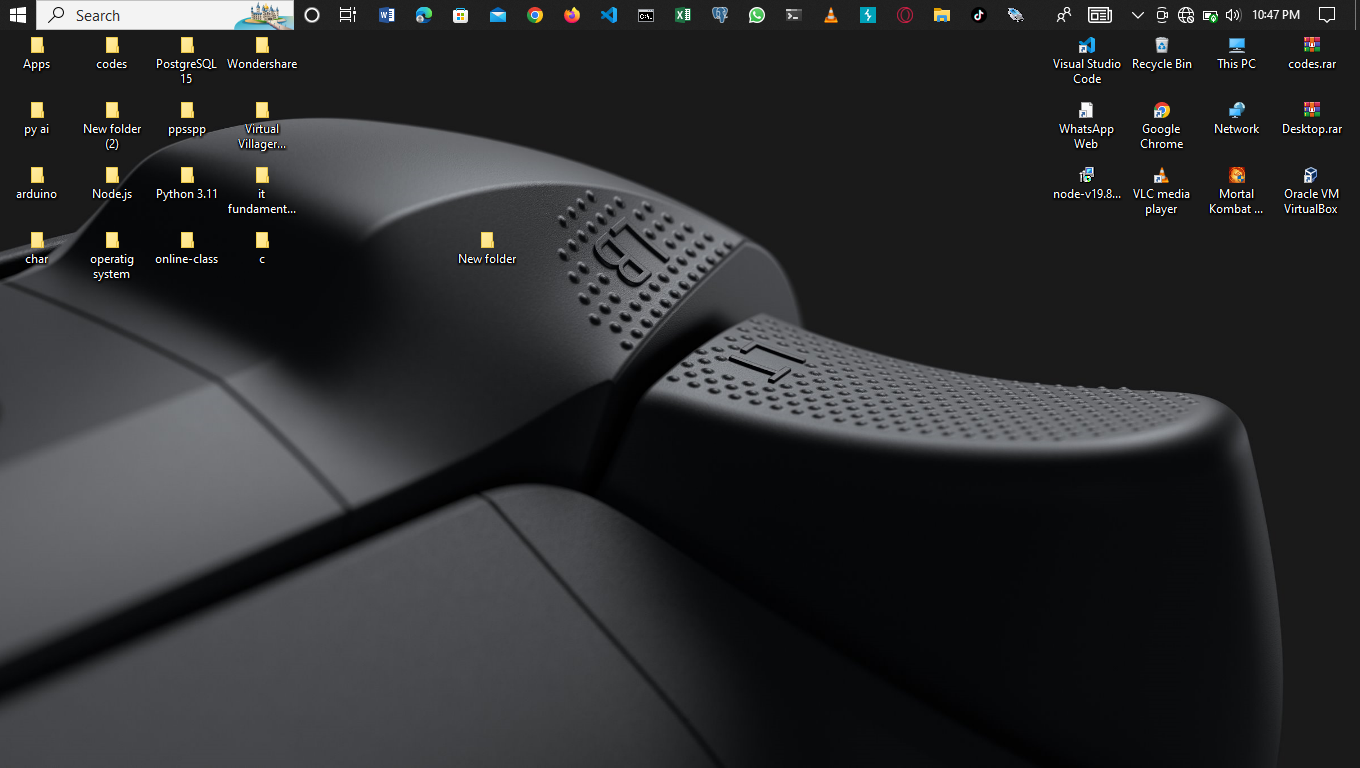 Search
10:47 PM
Apps
codes
PostgreSQL
15
Wondershare
Visual Studio
Code
Recycle Bin
This PC
codes.rar
py ai
New folder
(2)
ppsspp
Virtual
Villager...
WhatsApp
Web
Google
Chrome
Network
Desktop.rar
arduino
Node.js
Python 3.11
it
fundament...
node-v19.8...
VLC media
player
Mortal
Kombat ...
Oracle VM
VirtualBox
char
operatig
system
online-class
c
New folder
LB
LT